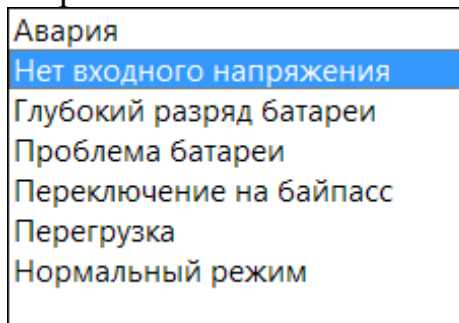 Авария
Нет входного напряжения
Глубокий разряд батареи
Проблема батареи
Переключение на байпасс
Перегрузка
Нормальный режим